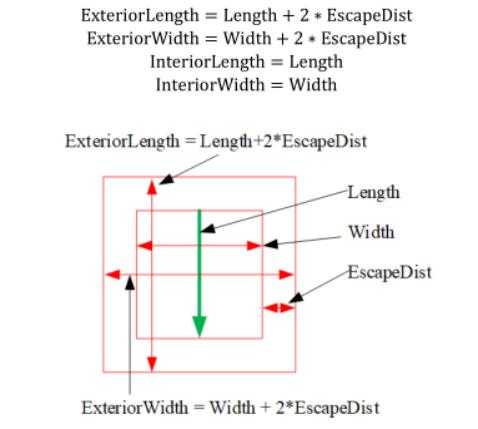 ExteriorLength = Length + 2 ∗ EscapeDist
ExteriorWidth = Width + 2 ∗ EscapeDist
InteriorLength = Length
InteriorWidth = Width
ExteriorLength = Length+2*EscapeDist
Length
Width
EscapeDist
ExteriorWidth = Width + 2*EscapeDist